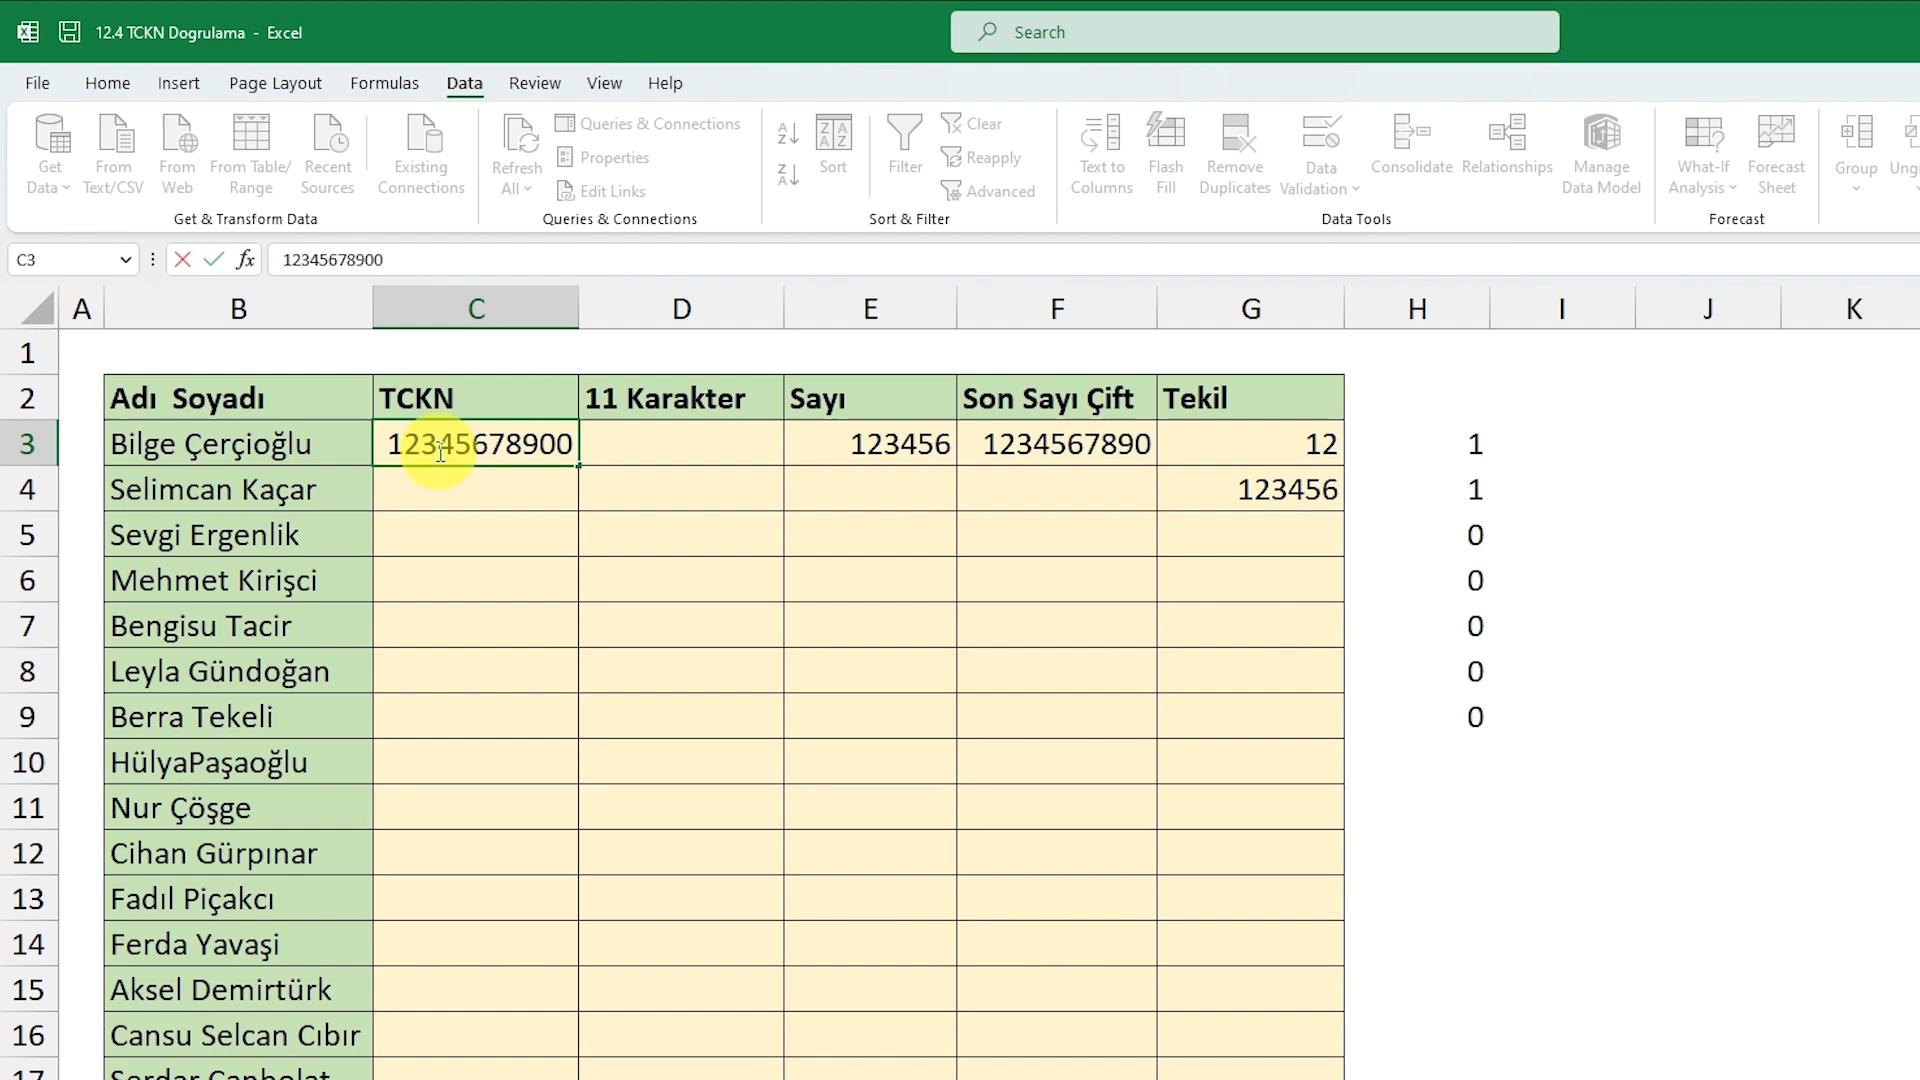 12.4 TCKN Dogrulama - Excel
Search
File Home Insert Page Layout Formulas Data Review View Help
Get Data
From Text/CSV
From Web
From Table/ Range
Recent Sources
Existing Connections
Get & Transform Data
Refresh All
Queries & Connections
Properties
Edit Links
Queries & Connections
Sort
Filter
Clear
Reapply
Advanced
Sort & Filter
Text to Columns
Flash Fill
Remove Duplicates
Data Validation
Consolidate
Relationships
Manage Data Model
Data Tools
What-If Analysis
Forecast Sheet
Forecast
Group
C3 fx 12345678900
A B C D E F G H I J K
1
2 Adı Soyadı TCKN 11 Karakter Sayı Son Sayı Çift Tekil
3 Bilge Çerçioğlu 12345678900 123456 1234567890 12 1
4 Selimcan Kaçar 123456 1
5 Sevgi Ergenlik 0
6 Mehmet Kirişci 0
7 Bengisu Tacir 0
8 Leyla Gündoğan 0
9 Berra Tekeli 0
10 HülyaPaşaoğlu
11 Nur Çöşge
12 Cihan Gürpınar
13 Fadıl Piçakcı
14 Ferda Yavaşi
15 Aksel Demirtürk
16 Cansu Selcan Cıbır
17 Serdar Canbolat